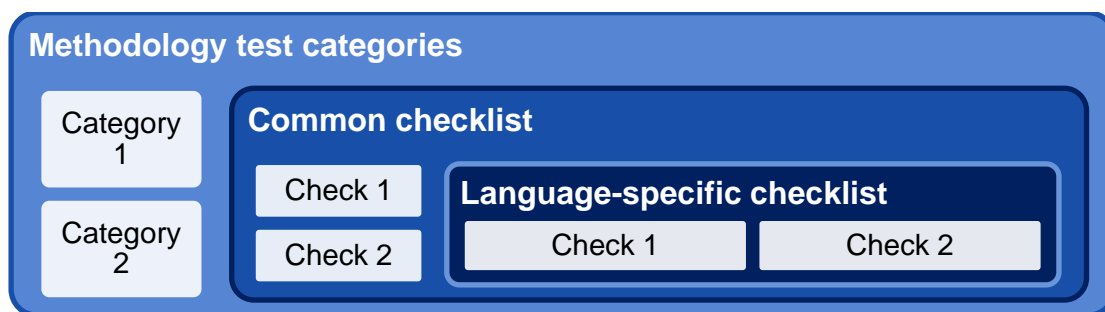 Methodology test categories
Category
1
Category
2
Common checklist
Check 1
Check 2
Language-specific checklist
Check 1
Check 2